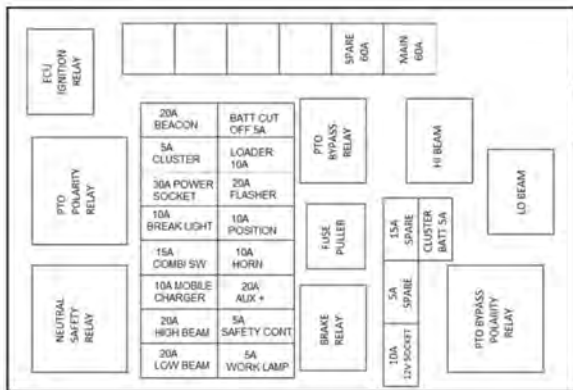 ECU
IGNITION
RELAY
SPARE
60A
MAIN
60A
20A
BEACON
BATT CUT
OFF 5A
5A
CLUSTER
LOADER
10A
30A POWER
SOCKET
20A
FLASHER
10A
BREAK LIGHT
10A
POSITION
15A
COMBI SW
10A
HORN
10A MOBILE
CHARGER
20A
AUX +
20A
HIGH BEAM
5A
SAFETY CONT
20A
LOW BEAM
5A
WORK LAMP
PTO
POLARITY
RELAY
NEUTRAL
SAFETY
RELAY
PTO
BYPASS
RELAY
FUSE
PULLER
BRAKE
RELAY
HI BEAM
LO BEAM
15A
SPARE
CLUSTER
BATT 5A
5A
SPARE
10A
12V SOCKET
PTO BYPASS
POLARITY
RELAY